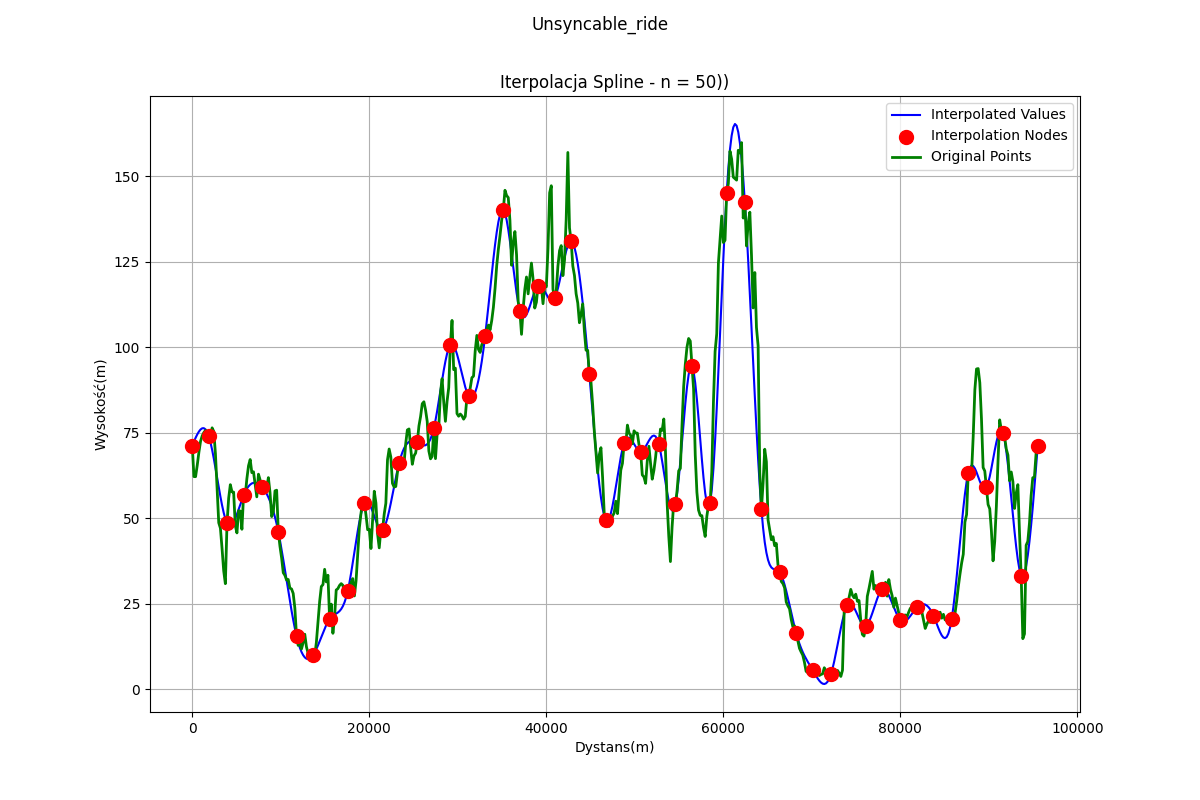 Unsyncable_ride
Iterpolacja Spline - n = 50))
Interpolated Values
Interpolation Nodes
Original Points
Wysokość(m)
150
125
100
75
50
25
0
0 20000 40000 60000 80000 100000
Dystans(m)